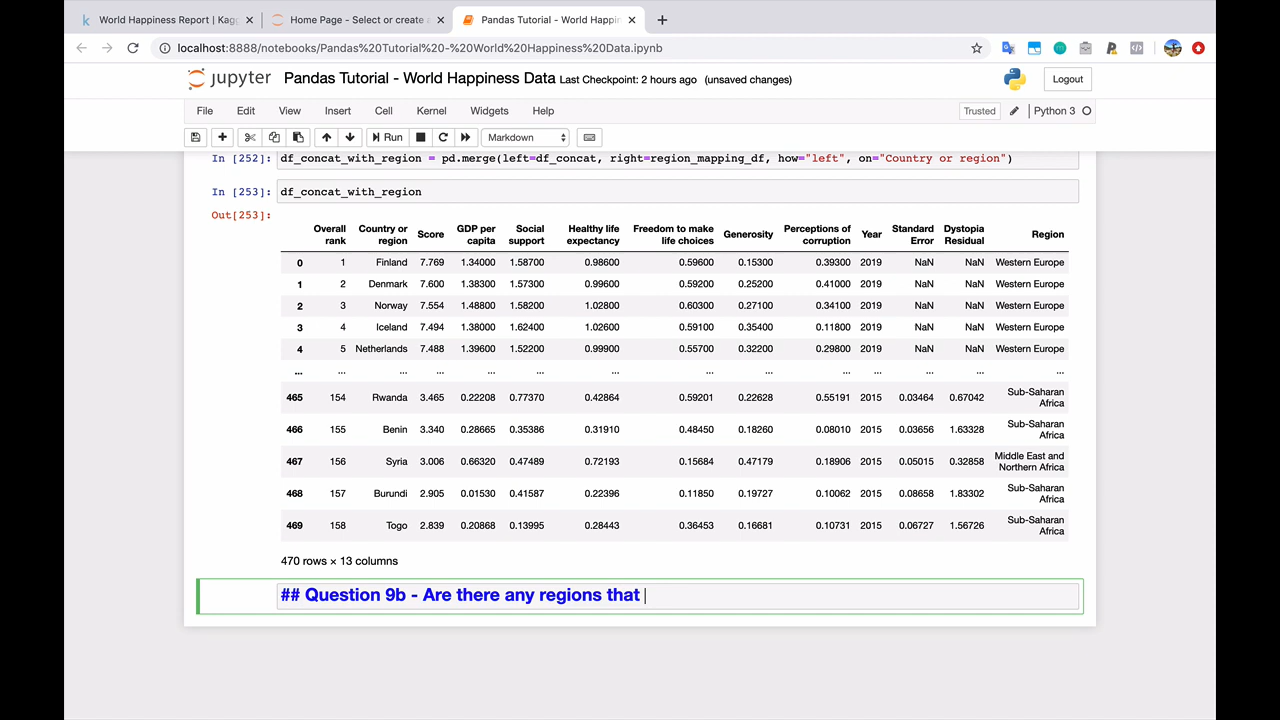 World Happiness Report | Kagg
Home Page - Select or create a
Pandas Tutorial - World Happin
localhost:8888/notebooks/Pandas%20Tutorial%20-%20World%20Happiness%20Data.ipynb
jupyter Pandas Tutorial - World Happiness Data Last Checkpoint: 2 hours ago (unsaved changes) Logout
File Edit View Insert Cell Kernel Widgets Help Trusted Python 3
Run Markdown
In [252]: df_concat_with_region = pd.merge(left=df_concat, right=region_mapping_df, how="left", on="Country or region")
In [253]: df_concat_with_region
Out[253]:
Overall rank Country or region Score GDP per capita Social support Healthy life expectancy Freedom to make life choices Generosity Perceptions of corruption Year Standard Error Dystopia Residual Region
0 1 Finland 7.769 1.34000 1.58700 0.98600 0.59600 0.15300 0.39300 2019 NaN NaN Western Europe
1 2 Denmark 7.600 1.38300 1.57300 0.99600 0.59200 0.25200 0.41000 2019 NaN NaN Western Europe
2 3 Norway 7.554 1.48800 1.58200 1.02800 0.60300 0.27100 0.34100 2019 NaN NaN Western Europe
3 4 Iceland 7.494 1.38000 1.62400 1.02600 0.59100 0.35400 0.11800 2019 NaN NaN Western Europe
4 5 Netherlands 7.488 1.39600 1.52200 0.99900 0.55700 0.32200 0.29800 2019 NaN NaN Western Europe
... ... ... ... ... ... ... ... ... ... ... ... ... ...
465 154 Rwanda 3.465 0.22208 0.77370 0.42864 0.59201 0.22628 0.55191 2015 0.03464 0.67042 Sub-Saharan Africa
466 155 Benin 3.340 0.28665 0.35386 0.31910 0.48450 0.18260 0.08010 2015 0.03656 1.63328 Sub-Saharan Africa
467 156 Syria 3.006 0.66320 0.47489 0.72193 0.15684 0.47179 0.18906 2015 0.05015 0.32858 Middle East and Northern Africa
468 157 Burundi 2.905 0.01530 0.41587 0.22396 0.11850 0.19727 0.10062 2015 0.08658 1.83302 Sub-Saharan Africa
469 158 Togo 2.839 0.20868 0.13995 0.28443 0.36453 0.16681 0.10731 2015 0.06727 1.56726 Sub-Saharan Africa
470 rows × 13 columns
## Question 9b - Are there any regions that